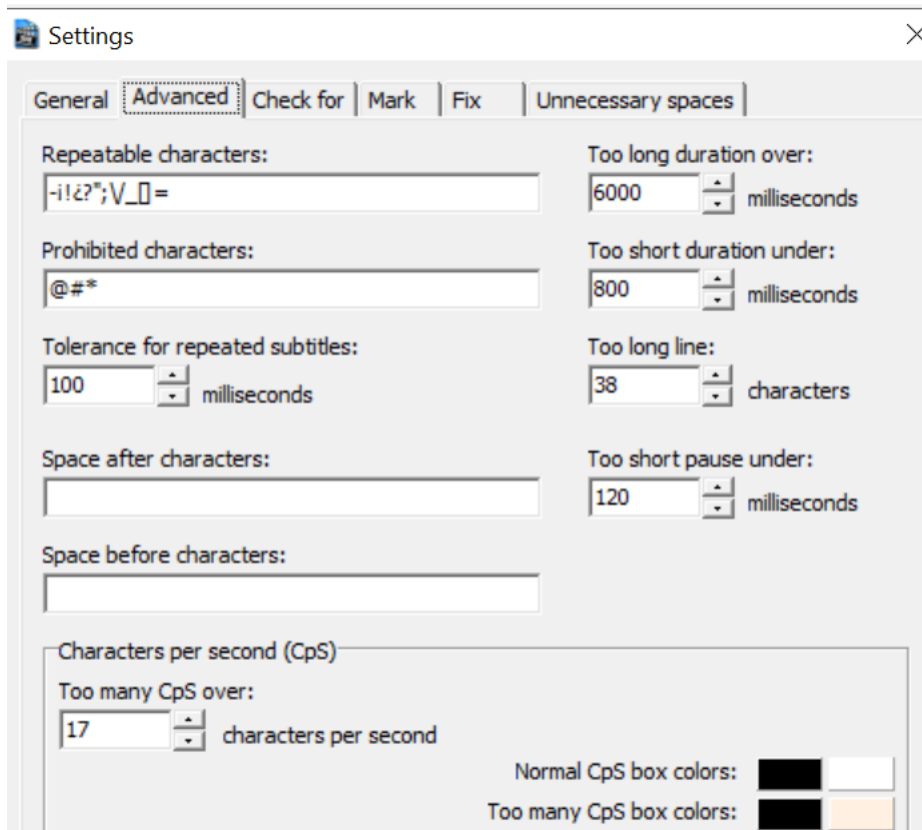 Settings
General Advanced Check for Mark Fix Unnecessary spaces
Repeatable characters:
-¡!¿?";\/_[]=
Too long duration over:
6000 milliseconds
Prohibited characters:
@#*
Too short duration under:
800 milliseconds
Tolerance for repeated subtitles:
100 milliseconds
Too long line:
38 characters
Space after characters:
Too short pause under:
120 milliseconds
Space before characters:
Characters per second (CpS)
Too many CpS over:
17 characters per second
Normal CpS box colors:
Too many CpS box colors: